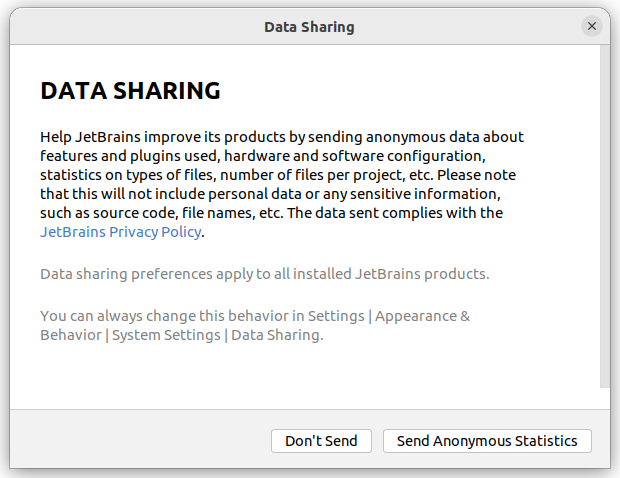 Data Sharing
DATA SHARING
Help JetBrains improve its products by sending anonymous data about
features and plugins used, hardware and software configuration,
statistics on types of files, number of files per project, etc. Please note
that this will not include personal data or any sensitive information,
such as source code, file names, etc. The data sent complies with the
JetBrains Privacy Policy.
Data sharing preferences apply to all installed JetBrains products.
You can always change this behavior in Settings | Appearance &
Behavior | System Settings | Data Sharing.
Don't Send
Send Anonymous Statistics